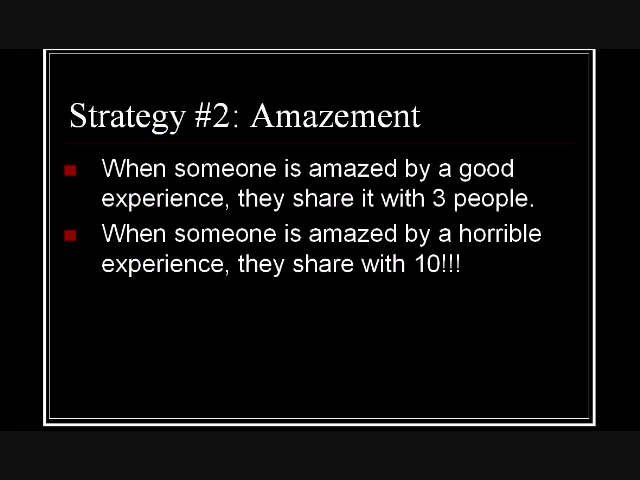 Strategy #2: Amazement
When someone is amazed by a good
experience, they share it with 3 people.
When someone is amazed by a horrible
experience, they share with 10!!!